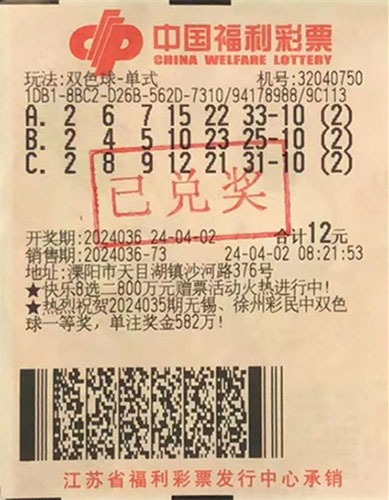 中国福利彩票
CHINA WELFARE LOTTERY
玩法:双色球-单式 机号:32040750
1DB1-8BC2-D26B-562D-7310/94178988/9C113
A. 2 6 7 15 22 33-10 (2)
B. 2 4 5 10 23 25-10 (2)
C. 2 8 9 12 21 31-10 (2)
已兑奖
开奖期:2024036 24-04-02 合计12元
销售期:2024036-73 24-04-02 08:21:53
地址:溧阳市天目湖镇沙河路376号
★快乐8选二800万元赠票活动火热进行中!
★热烈祝贺2024035期无锡、徐州彩民中双色
球一等奖,单注奖金582万!
江苏省福利彩票发行中心承销